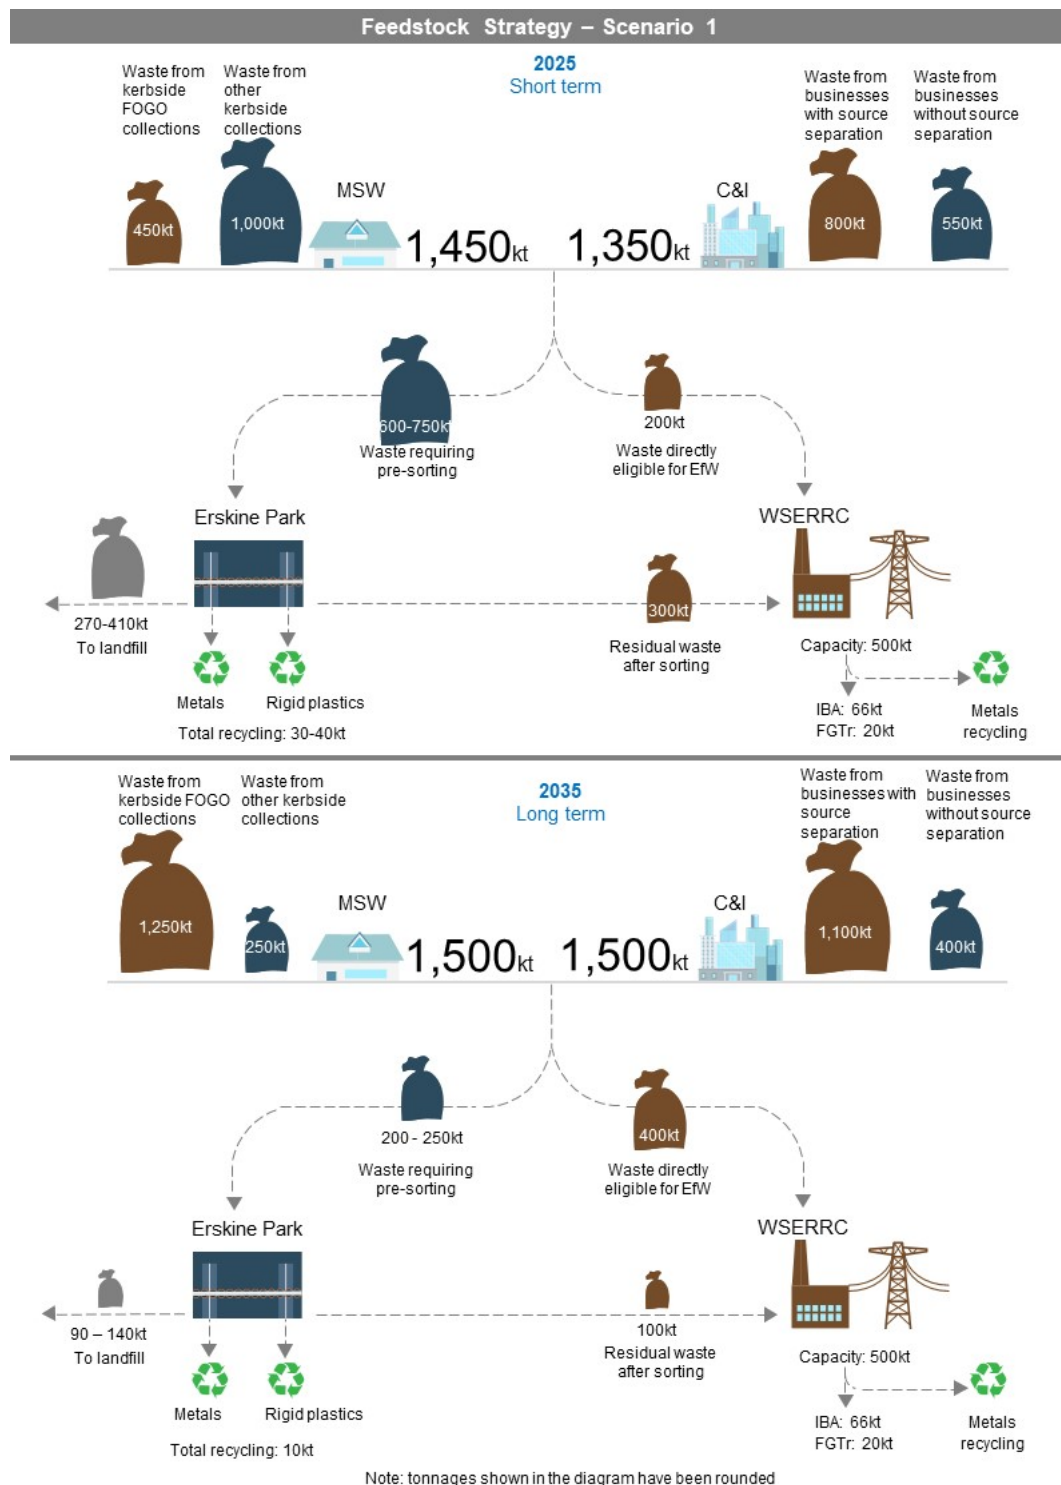 Feedstock Strategy – Scenario 1
2025
Short term
Waste from
kerbside
FOGO
collections
Waste from
other
kerbside
collections
Waste from
businesses
with source
separation
Waste from
businesses
without source
separation
MSW
C&I
450kt
1,000kt
1,450kt
1,350kt
800kt
550kt
600-750kt
Waste requiring
pre-sorting
200kt
Waste directly
eligible for EfW
Erskine Park
WSERRC
270-410kt
To landfill
300kt
Residual waste
after sorting
Capacity: 500kt
Metals
Rigid plastics
Total recycling: 30-40kt
IBA: 66kt
FGTr: 20kt
Metals
recycling
2035
Long term
Waste from
kerbside FOGO
collections
Waste from
other kerbside
collections
Waste from
businesses with
source
separation
Waste from
businesses
without source
separation
MSW
C&I
1,250kt
250kt
1,500kt
1,500kt
1,100kt
400kt
200 - 250kt
Waste requiring
pre-sorting
400kt
Waste directly
eligible for EfW
Erskine Park
WSERRC
90 – 140kt
To landfill
100kt
Residual waste
after sorting
Capacity: 500kt
Metals
Rigid plastics
Total recycling: 10kt
IBA: 66kt
FGTr: 20kt
Metals
recycling
Note: tonnages shown in the diagram have been rounded